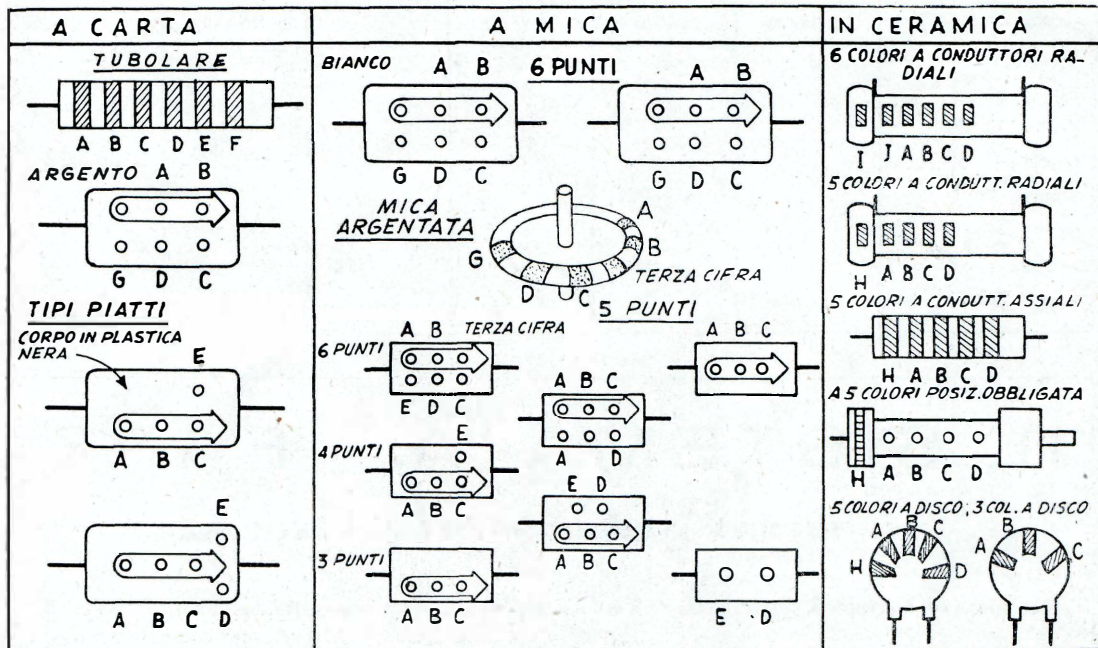 A CARTA
TUBOLARE
A B C D E F
ARGENTO A B
G D C
TIPI PIATTI
CORPO IN PLASTICA
NERA
E
A B C
E
A B C D
A MICA
BIANCO A B
6 PUNTI
A B
G D C
G D C
MICA
ARGENTATA
A
B
G
TERZA CIFRA
D C
5 PUNTI
A B TERZA CIFRA
6 PUNTI
E D C
A B C
A B C
A D
4 PUNTI
E
A B C
E D
A B C
3 PUNTI
A B C
E D
IN CERAMICA
6 COLORI A CONDUTTORI RA-
DIALI
I J A B C D
5 COLORI A CONDUTT. RADIALI
H A B C D
5 COLORI A CONDUTT. ASSIALI
H A B C D
A 5 COLORI POSIZ. OBBLIGATA
H A B C D
5 COLORI A DISCO; 3 COL. A DISCO
A B C
H D
B
A C